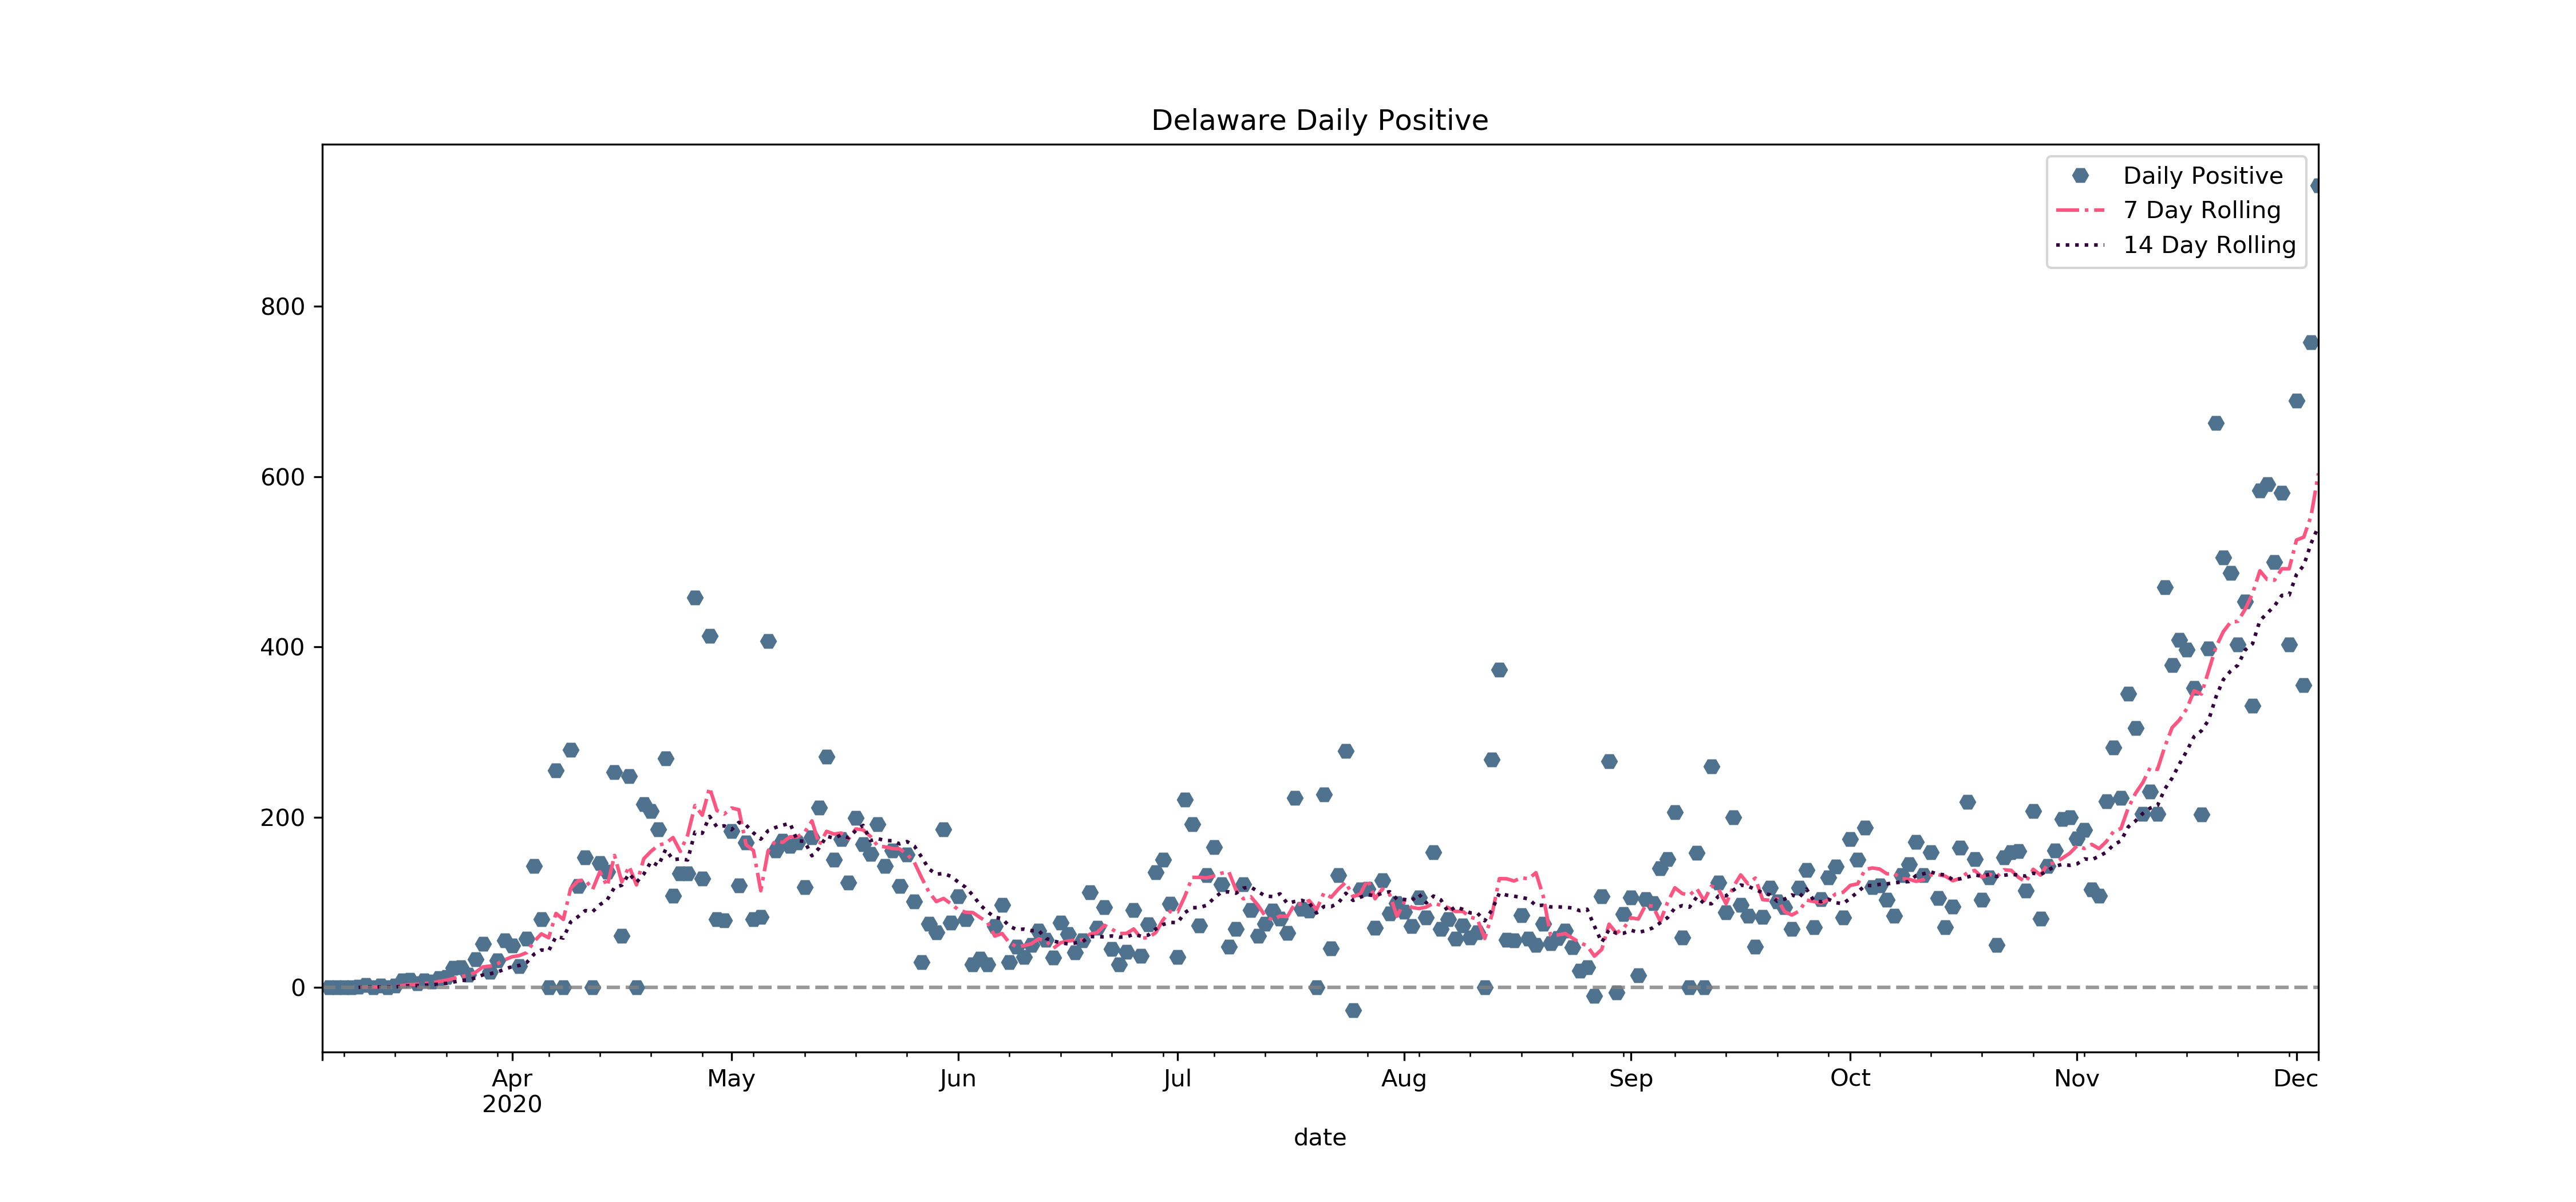 Delaware Daily Positive
Daily Positive
7 Day Rolling
14 Day Rolling
800
600
400
200
0
Apr May Jun Jul Aug Sep Oct Nov Dec
2020
date